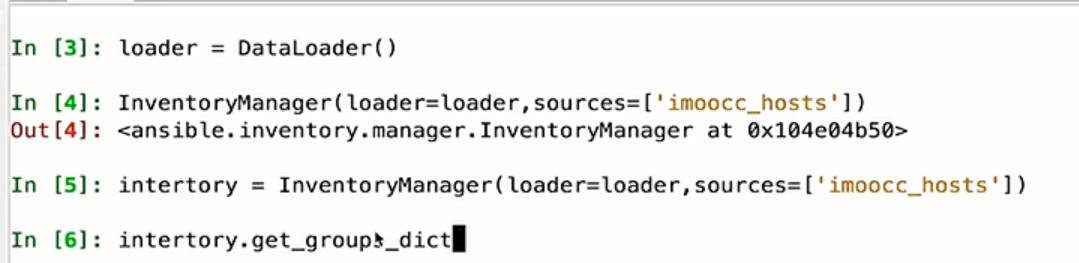 In [3]: loader = DataLoader()
In [4]: InventoryManager(loader=loader,sources=['imoocc_hosts'])
Out[4]: <ansible.inventory.manager.InventoryManager at 0x104e04b50>
In [5]: intertory = InventoryManager(loader=loader,sources=['imoocc_hosts'])
In [6]: intertory.get_groups_dict